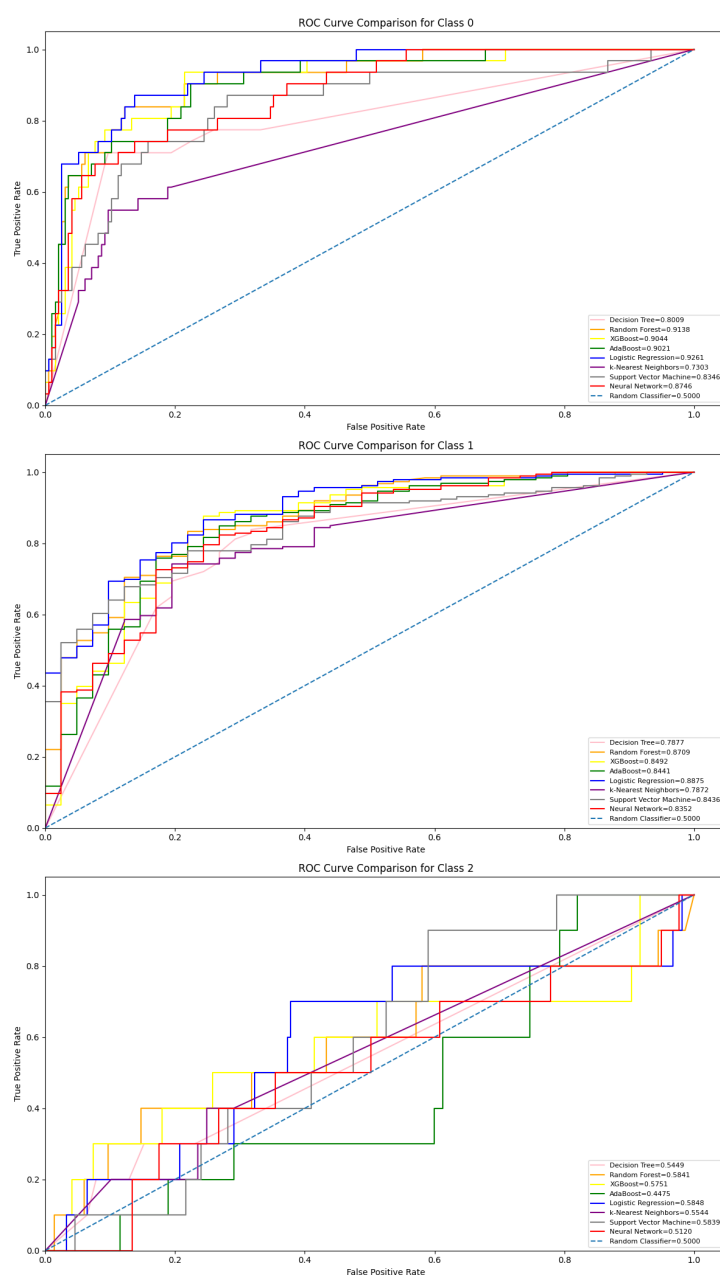 ROC Curve Comparison for Class 0
1.0
0.8
0.6
0.4
0.2
0.0
True Positive Rate
Decision Tree=0.8009
Random Forest=0.9138
XGBoost=0.9044
AdaBoost=0.9021
Logistic Regression=0.9261
k-Nearest Neighbors=0.7303
Support Vector Machine=0.8346
Neural Network=0.8746
Random Classifier=0.5000
0.0 0.2 0.4 0.6 0.8 1.0
False Positive Rate
ROC Curve Comparison for Class 1
1.0
0.8
0.6
0.4
0.2
0.0
True Positive Rate
Decision Tree=0.7877
Random Forest=0.8709
XGBoost=0.8492
AdaBoost=0.8441
Logistic Regression=0.8875
k-Nearest Neighbors=0.7872
Support Vector Machine=0.8436
Neural Network=0.8352
Random Classifier=0.5000
0.0 0.2 0.4 0.6 0.8 1.0
False Positive Rate
ROC Curve Comparison for Class 2
1.0
0.8
0.6
0.4
0.2
0.0
True Positive Rate
Decision Tree=0.5449
Random Forest=0.5841
XGBoost=0.5751
AdaBoost=0.4475
Logistic Regression=0.5848
k-Nearest Neighbors=0.5544
Support Vector Machine=0.5839
Neural Network=0.5120
Random Classifier=0.5000
0.0 0.2 0.4 0.6 0.8 1.0
False Positive Rate